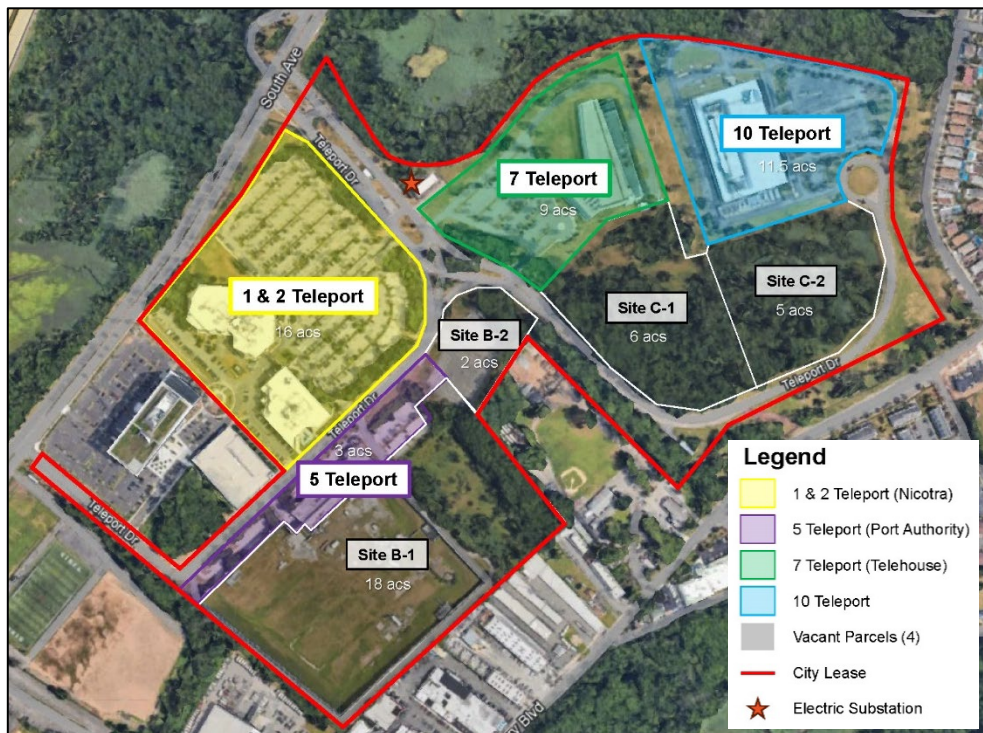 South Ave
Teleport Dr
10 Teleport
11.5 acs
7 Teleport
9 acs
1 & 2 Teleport
16 acs
Site C-2
5 acs
Site C-1
6 acs
Site B-2
2 acs
Teleport Dr
Teleport Dr
3 acs
5 Teleport
Site B-1
18 acs
Teleport Dr
Blvd
Legend
1 & 2 Teleport (Nicotra)
5 Teleport (Port Authority)
7 Teleport (Telehouse)
10 Teleport
Vacant Parcels (4)
City Lease
Electric Substation